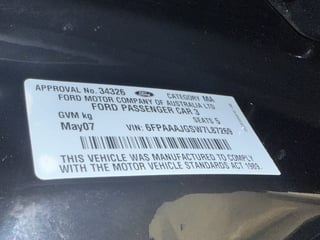 APPROVAL No. 34326 Ford CATEGORY MA
FORD MOTOR COMPANY OF AUSTRALIA LTD
FORD PASSENGER CAR 3
GVM kg SEATS 5
May07 VIN: 6FPAAAJGSW7L87269
THIS VEHICLE WAS MANUFACTURED TO COMPLY
WITH THE MOTOR VEHICLE STANDARDS ACT 1989.